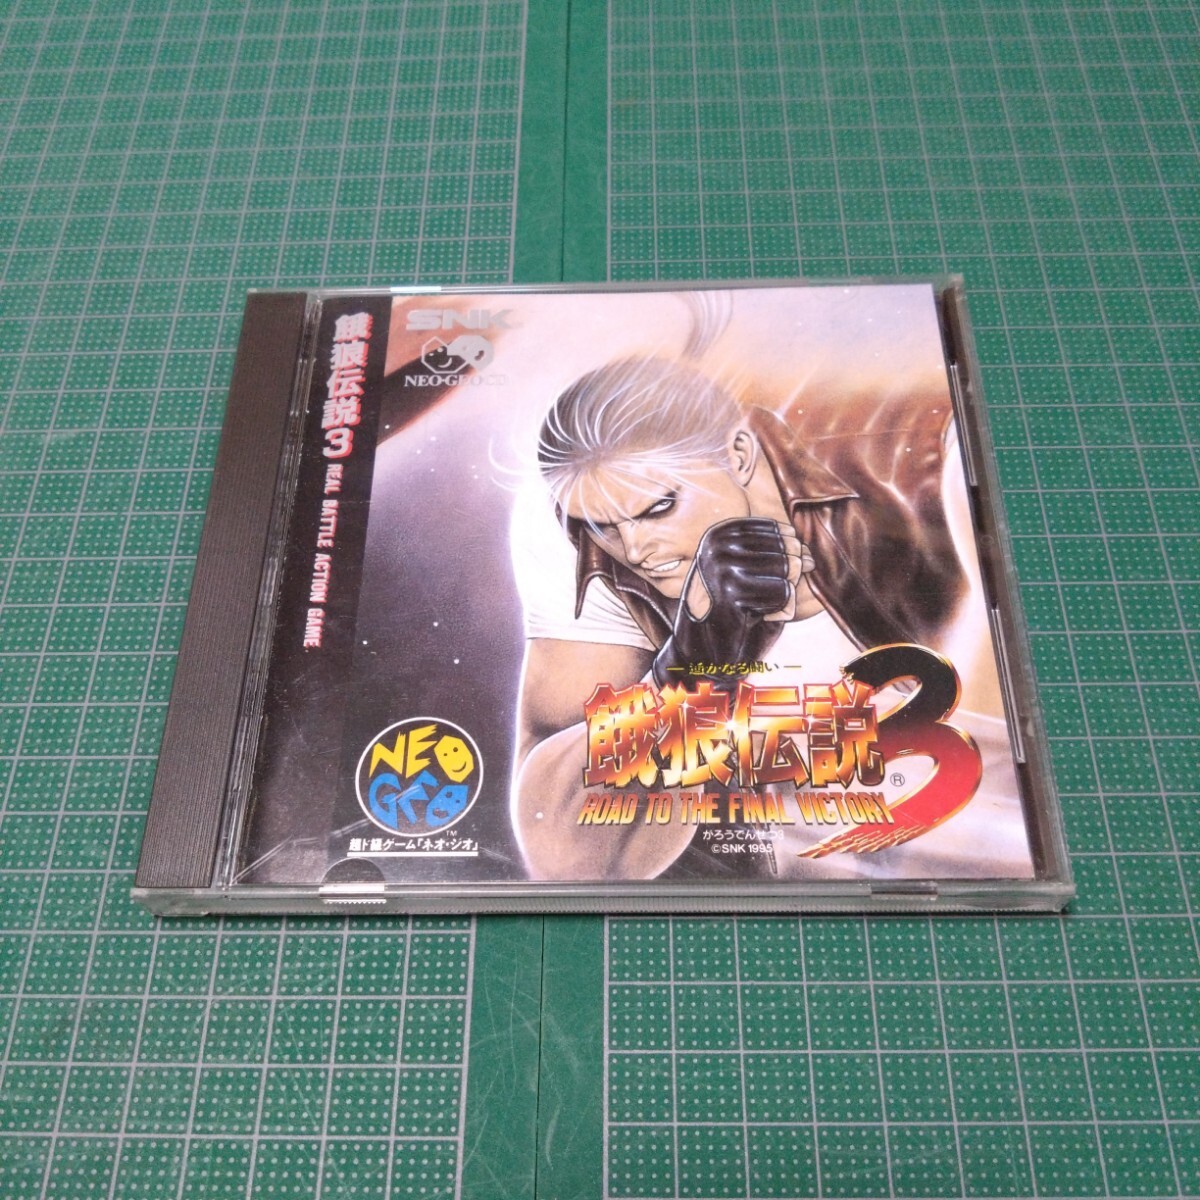 餓狼伝説3 REAL BATTLE ACTION GAME.
SNK
NEO-GEO
NEO
GEO
TM
超ド級ゲーム「ネオ・ジオ」
— 遥かなる闘い —
餓狼伝説3®
ROAD TO THE FINAL VICTORY
がろうでんせつ3
©SNK 1995